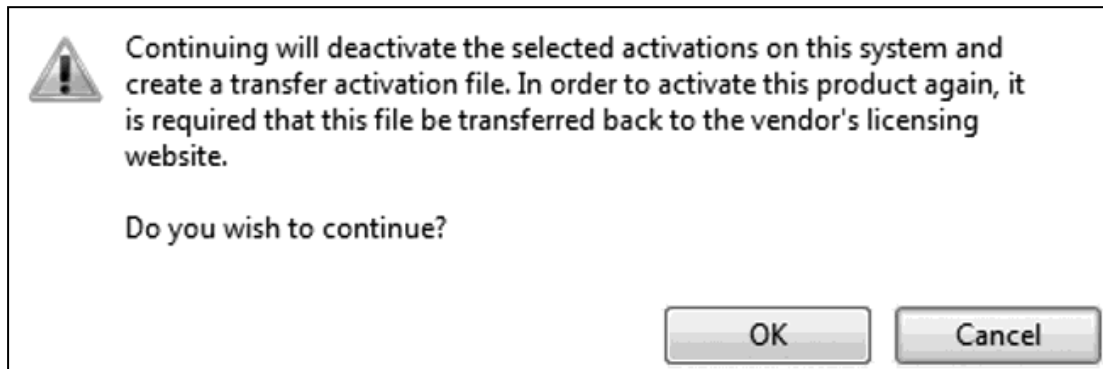 Continuing will deactivate the selected activations on this system and
create a transfer activation file. In order to activate this product again, it
is required that this file be transferred back to the vendor's licensing
website.
Do you wish to continue?
OK
Cancel